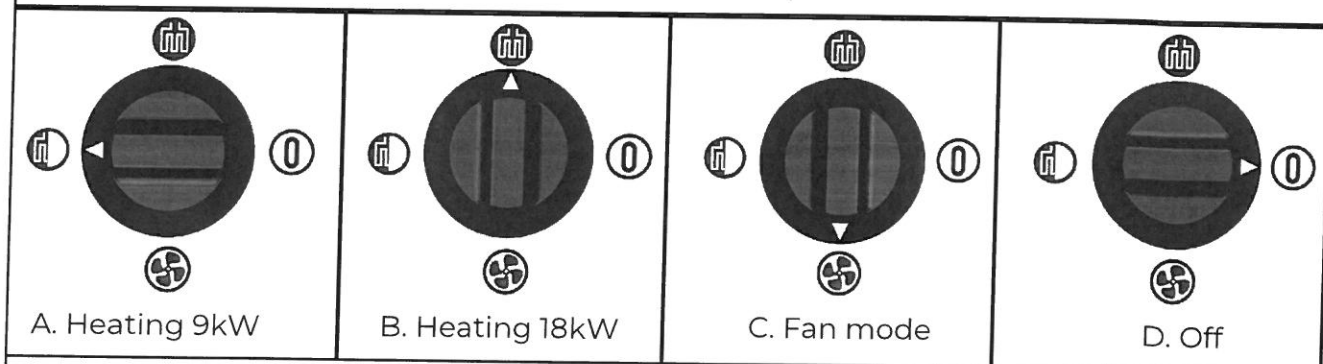 A. Heating 9kW
B. Heating 18kW
C. Fan mode
D. Off